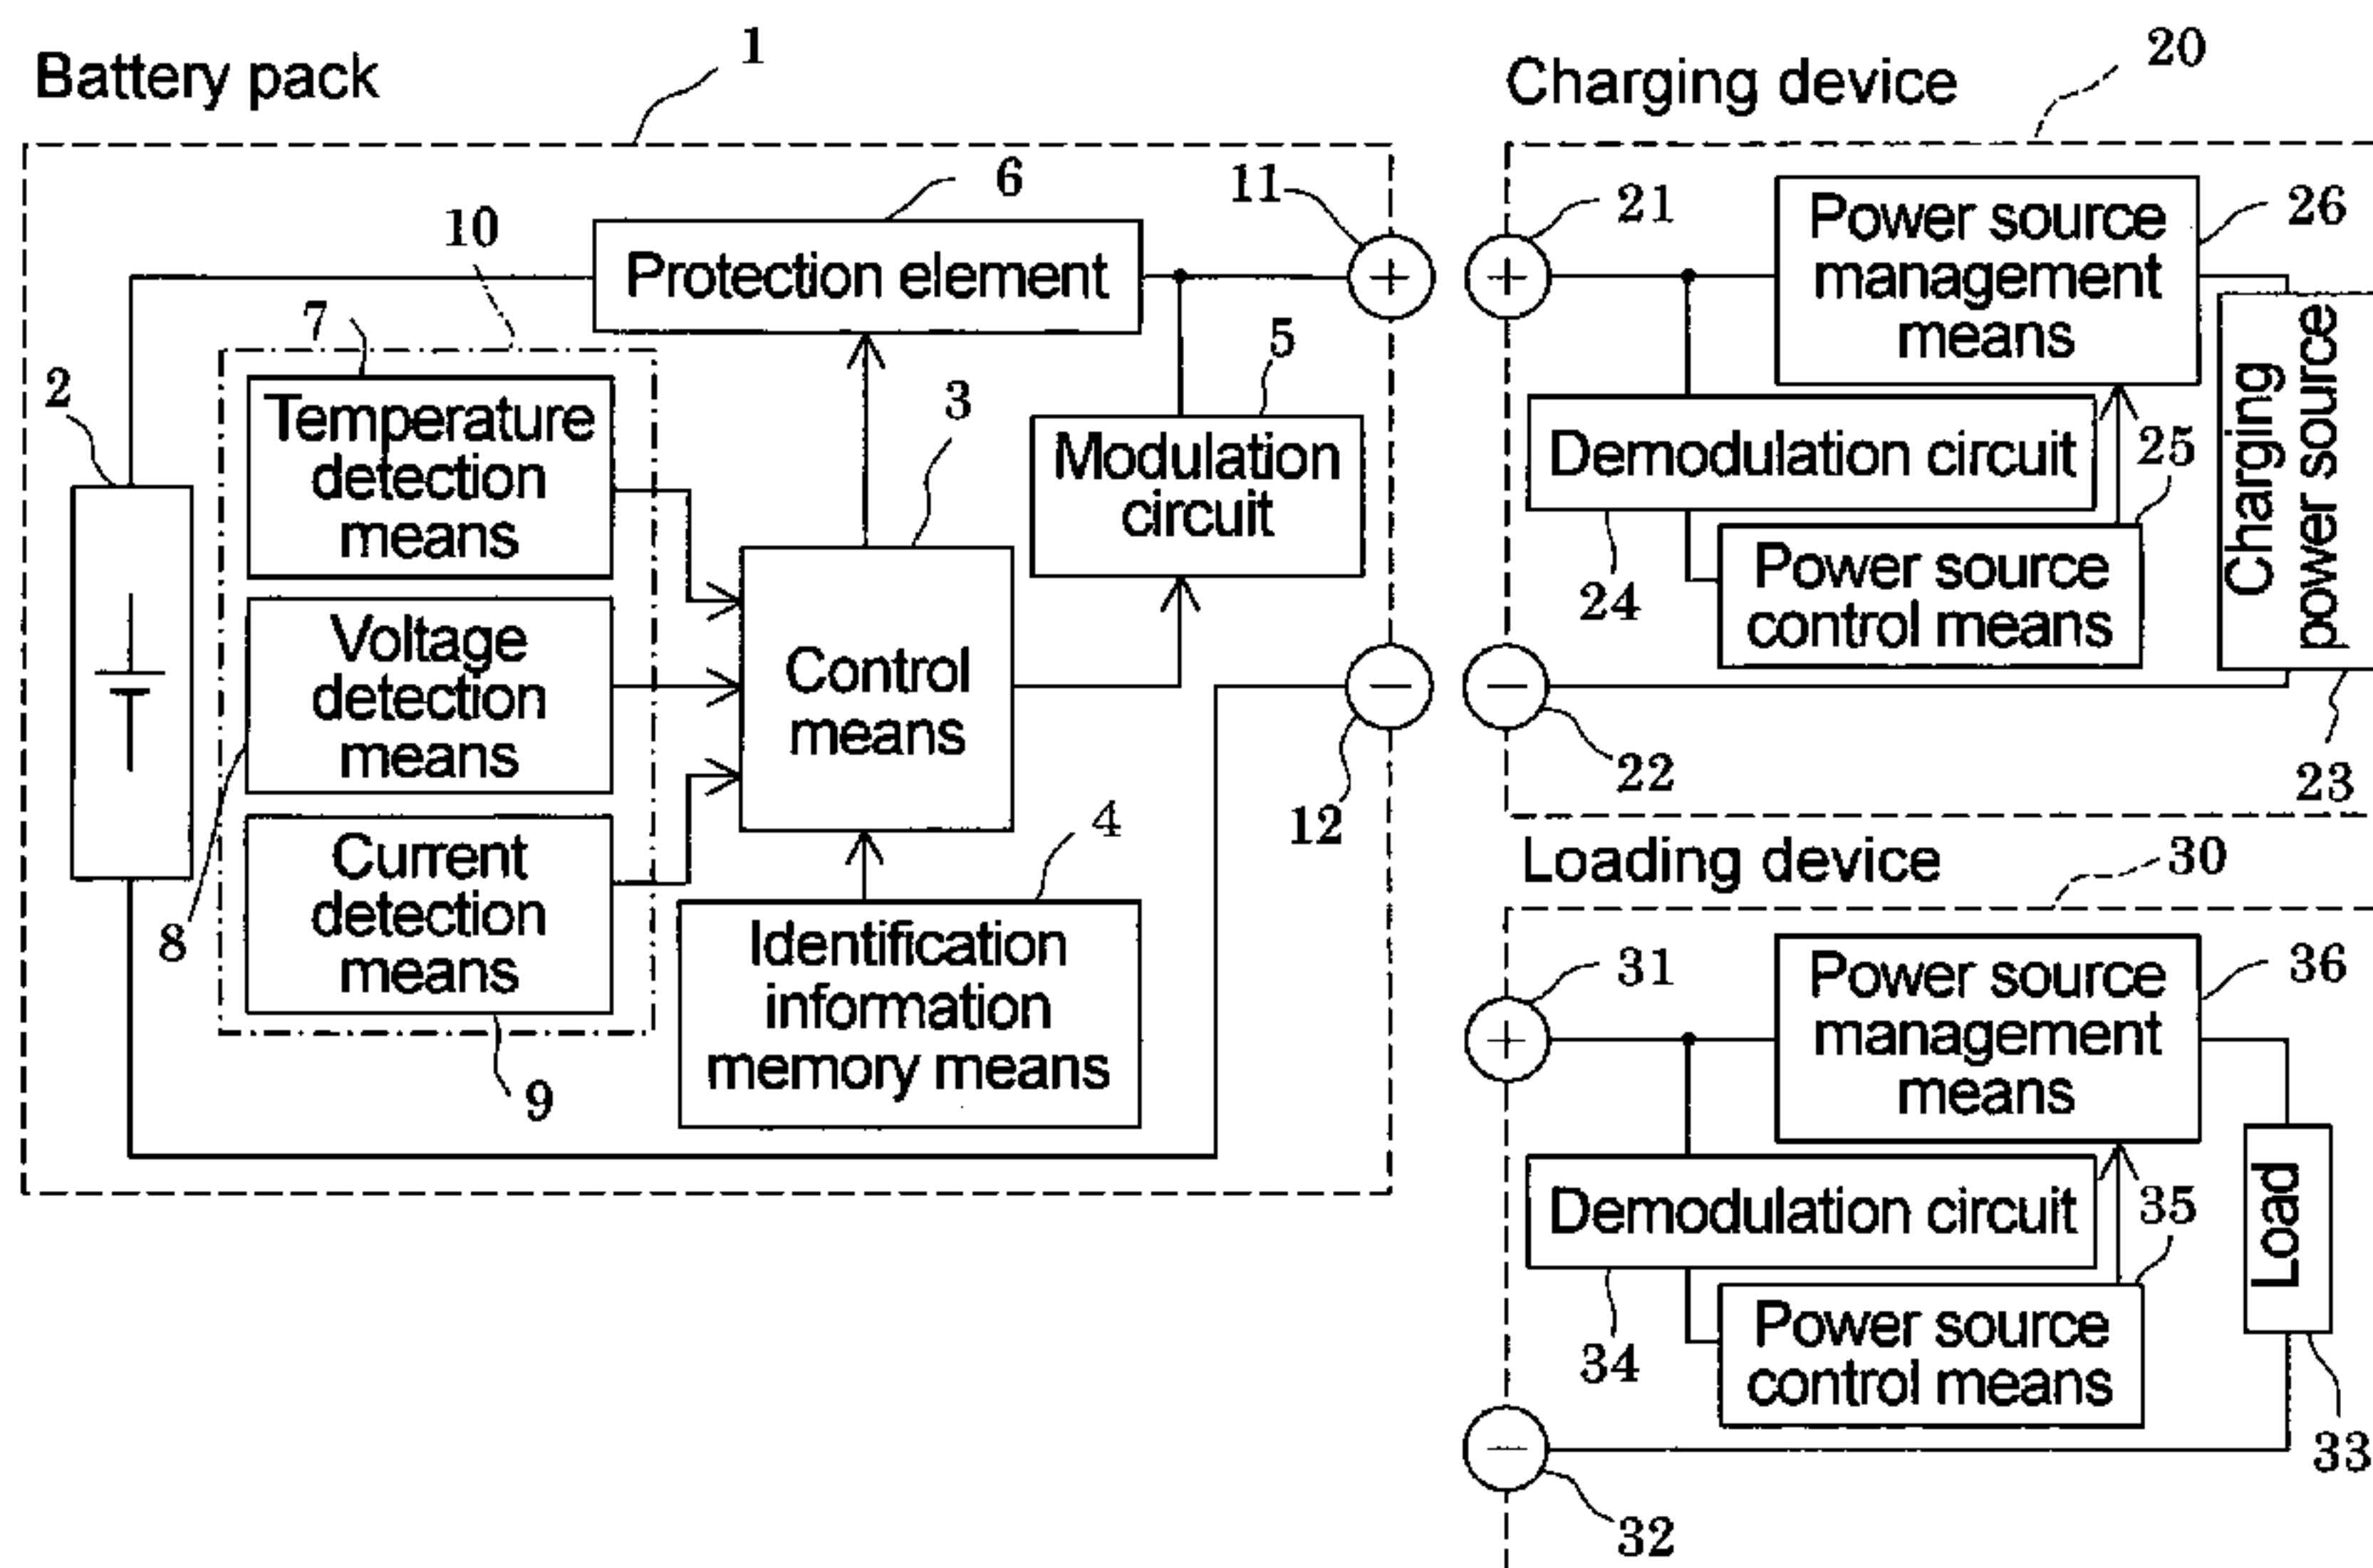 Battery pack
1
6
11
10
Protection element
+
7
5
2
3
Temperature
detection
means
Modulation
circuit
Voltage
detection
means
Control
means
−
12
8
4
Current
detection
means
Identification
information
memory means
9
Charging device
20
21
26
+
Power source
management
means
Demodulation circuit
25
Charging
power source
24
Power source
control means
−
22
23
Loading device
30
31
36
+
Power source
management
means
Demodulation circuit
35
Load
34
Power source
control means
−
33
32